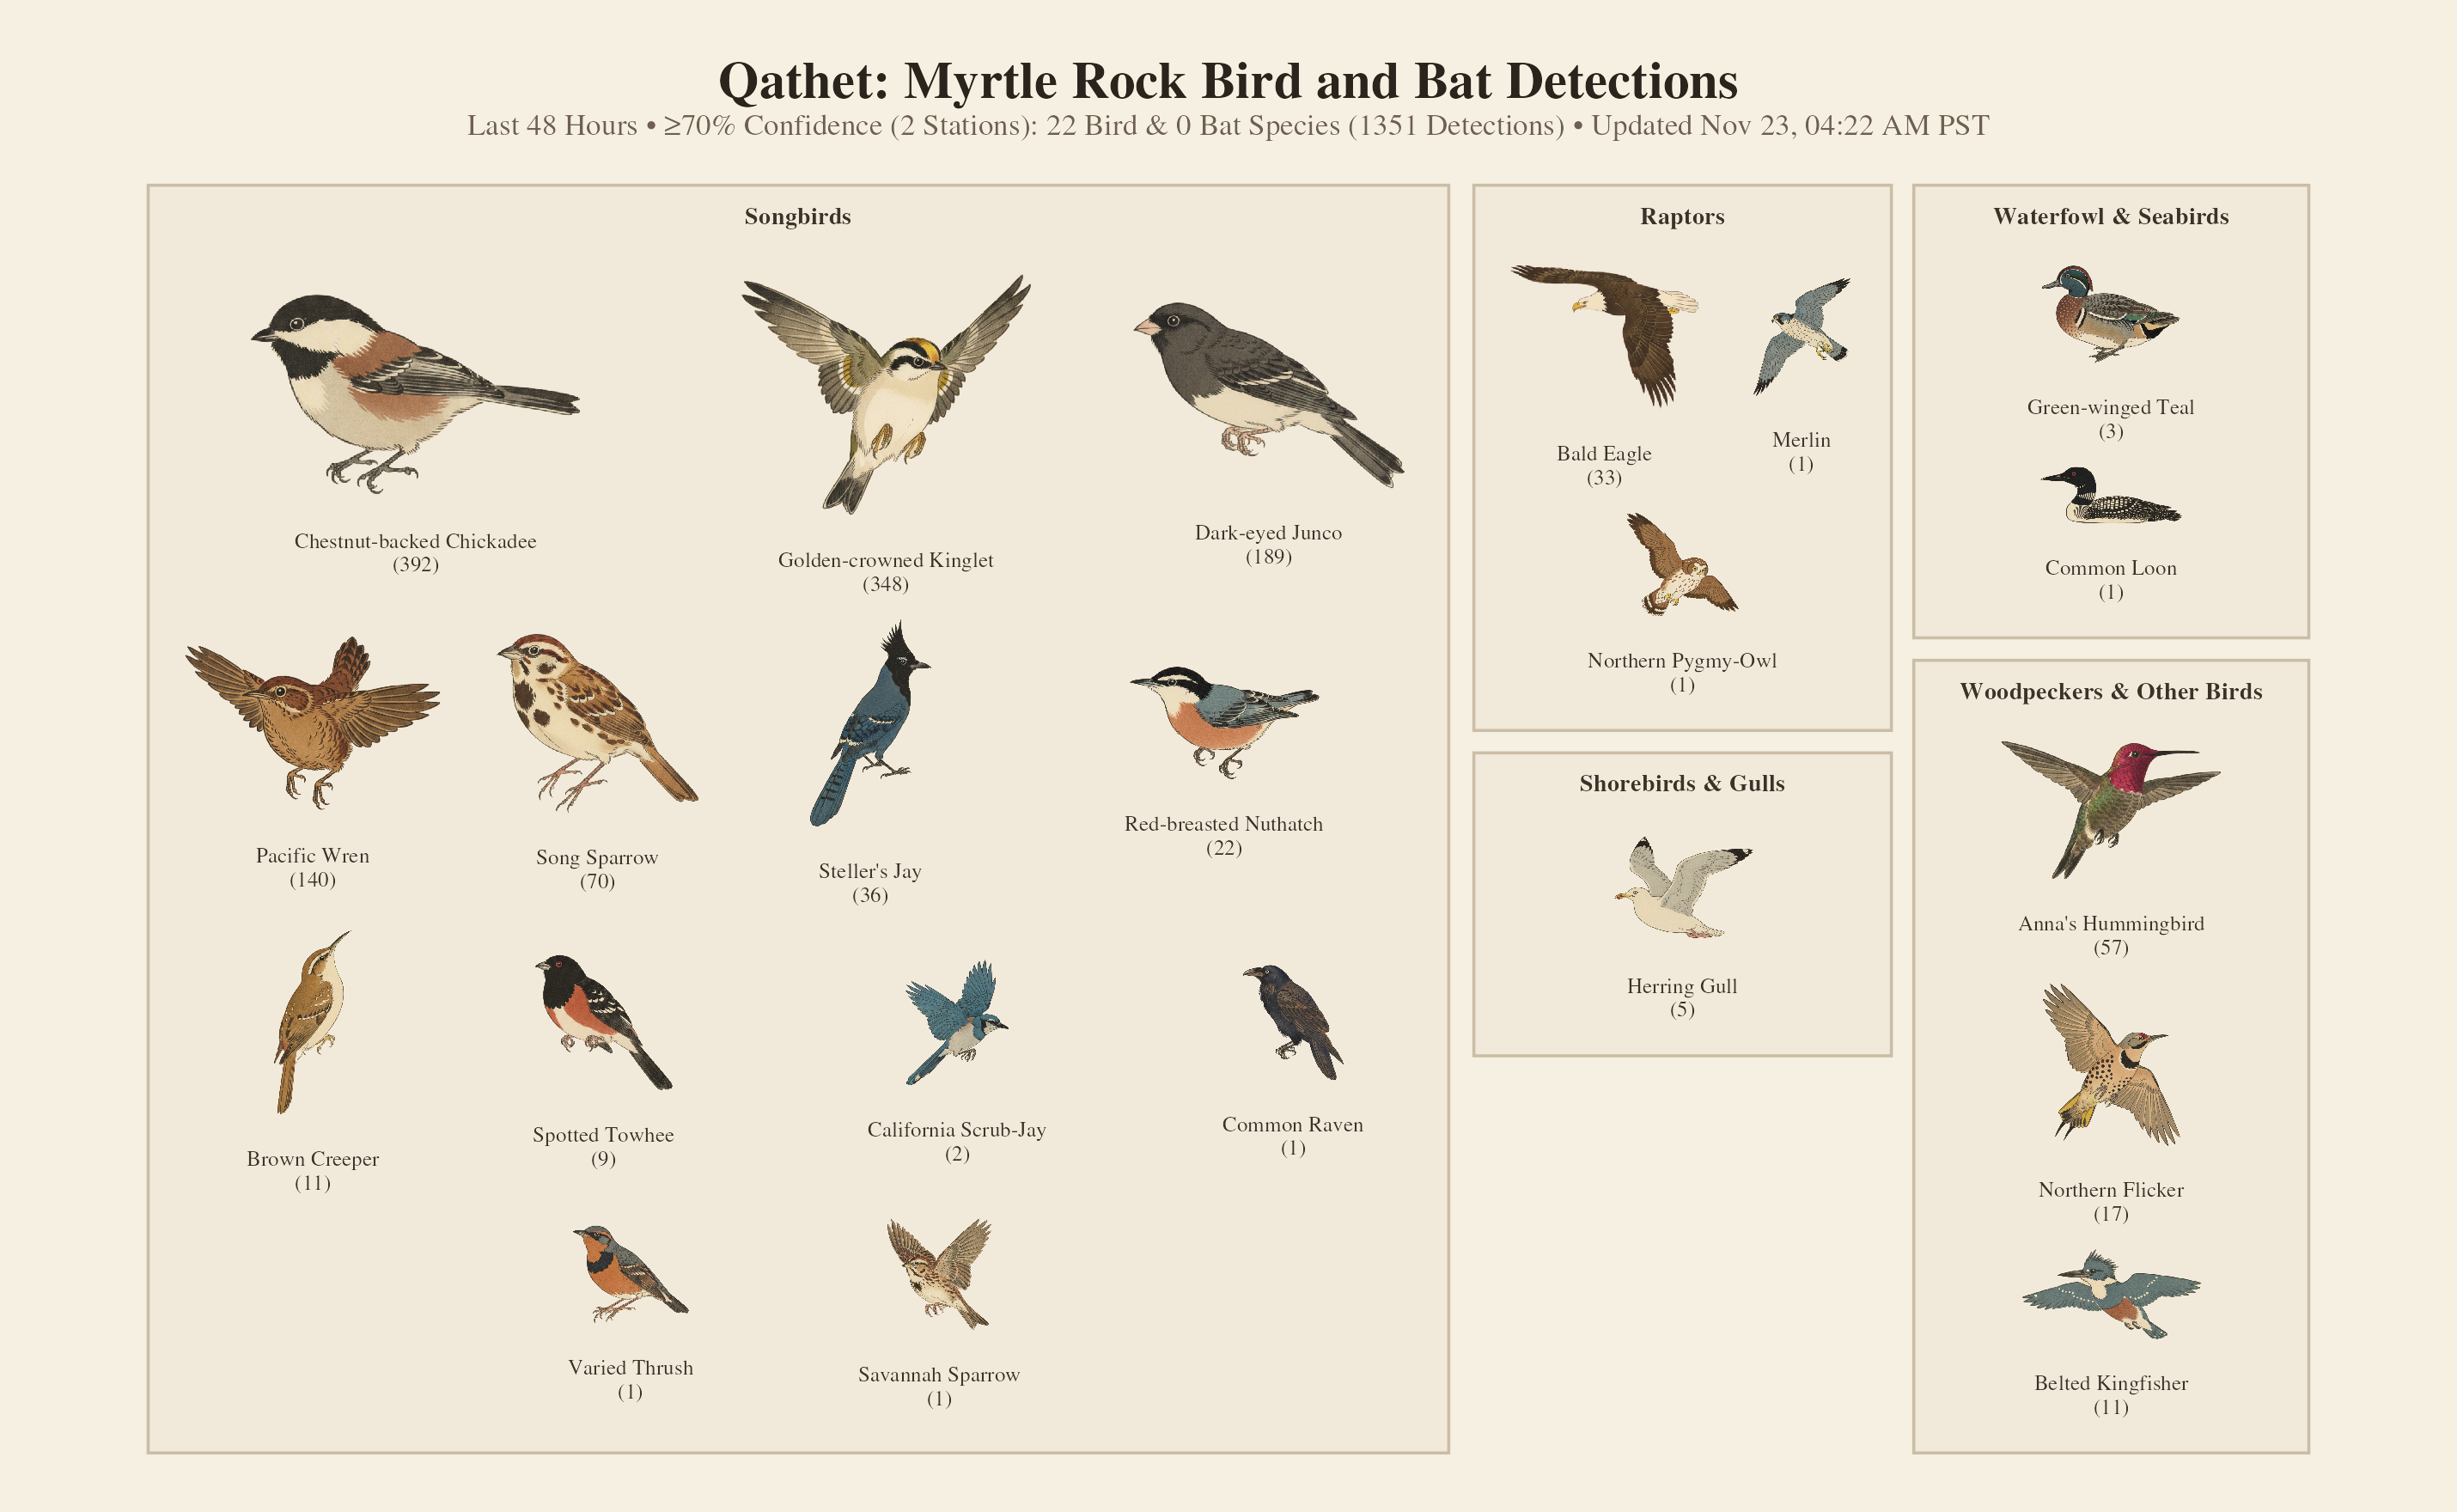 Qathet: Myrtle Rock Bird and Bat Detections
Last 48 Hours • ≥70% Confidence (2 Stations): 22 Bird & 0 Bat Species (1351 Detections) • Updated Nov 23, 04:22 AM PST
Songbirds
Chestnut-backed Chickadee
(392)
Golden-crowned Kinglet
(348)
Dark-eyed Junco
(189)
Pacific Wren
(140)
Song Sparrow
(70)
Steller's Jay
(36)
Red-breasted Nuthatch
(22)
Brown Creeper
(11)
Spotted Towhee
(9)
California Scrub-Jay
(2)
Common Raven
(1)
Varied Thrush
(1)
Savannah Sparrow
(1)
Raptors
Bald Eagle
(33)
Merlin
(1)
Northern Pygmy-Owl
(1)
Shorebirds & Gulls
Herring Gull
(5)
Waterfowl & Seabirds
Green-winged Teal
(3)
Common Loon
(1)
Woodpeckers & Other Birds
Anna's Hummingbird
(57)
Northern Flicker
(17)
Belted Kingfisher
(11)